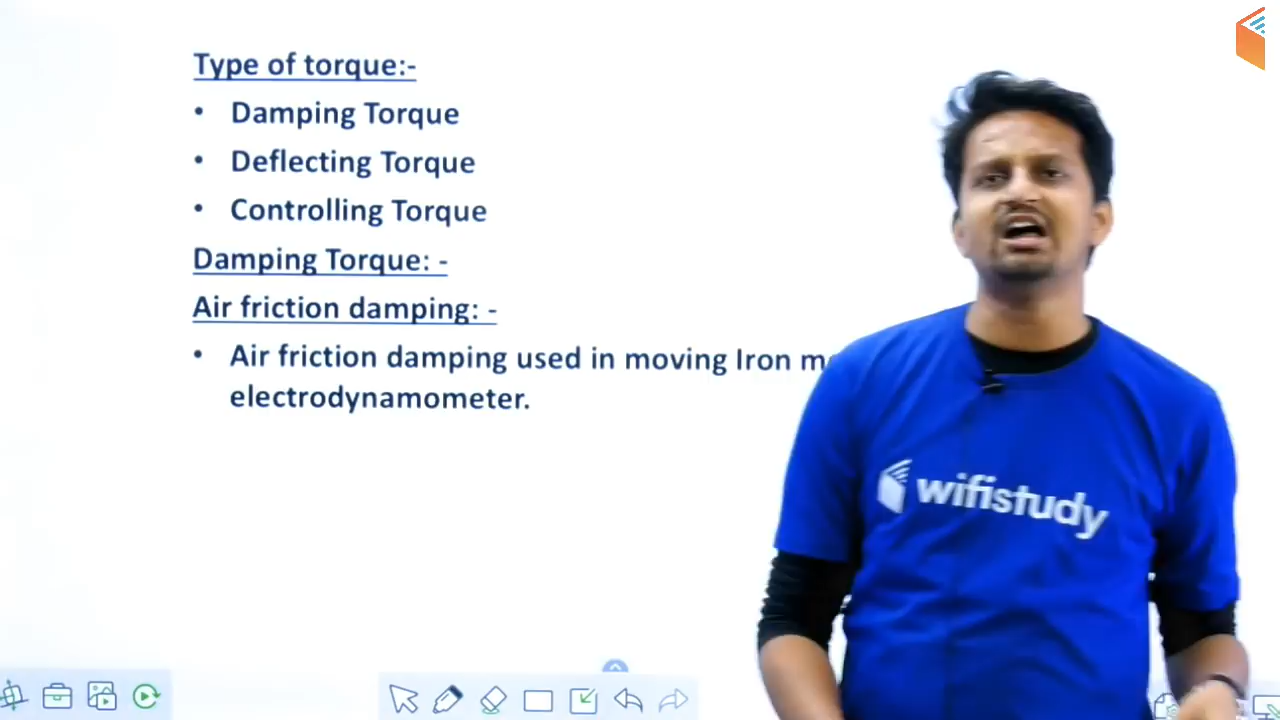 Type of torque:-
• Damping Torque
• Deflecting Torque
• Controlling Torque
Damping Torque: -
Air friction damping: -
• Air friction damping used in moving Iron
electrodynamometer.
wifistudy